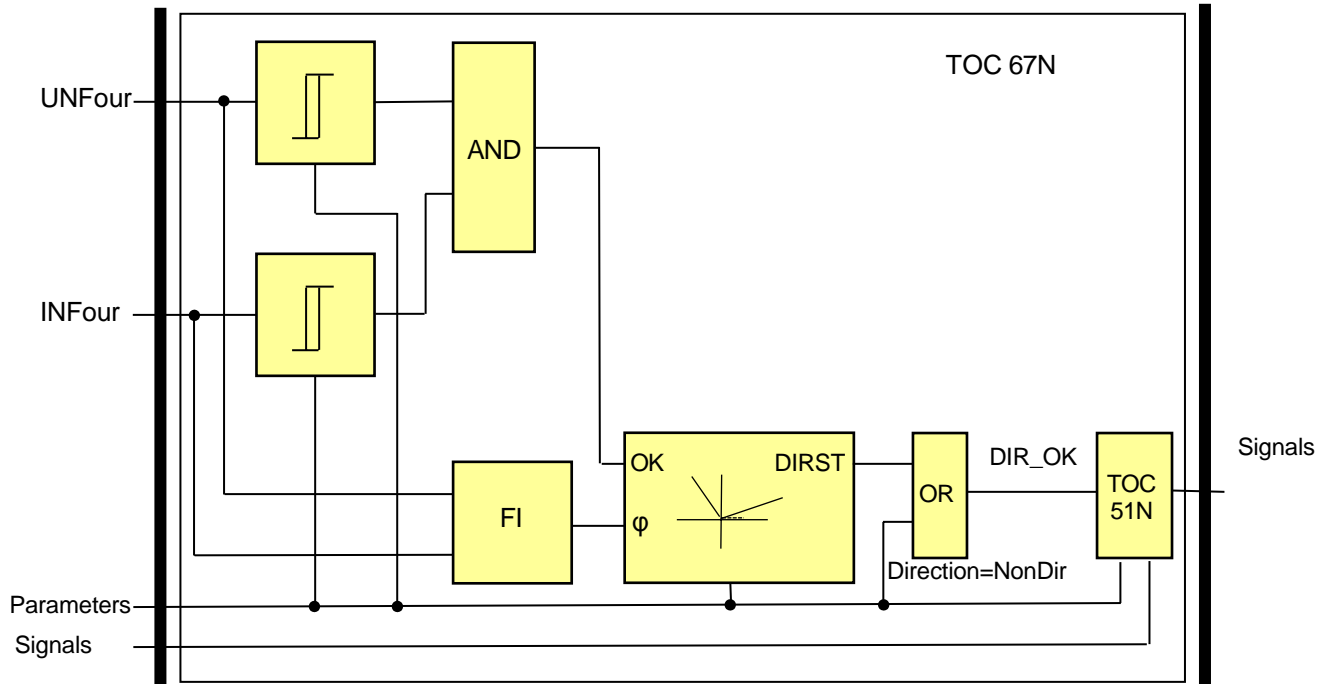 TOC 67N
UNFour
AND
INFour
OK
DIRST
φ
FI
OR
DIR_OK
TOC
51N
Signals
Direction=NonDir
Parameters
Signals